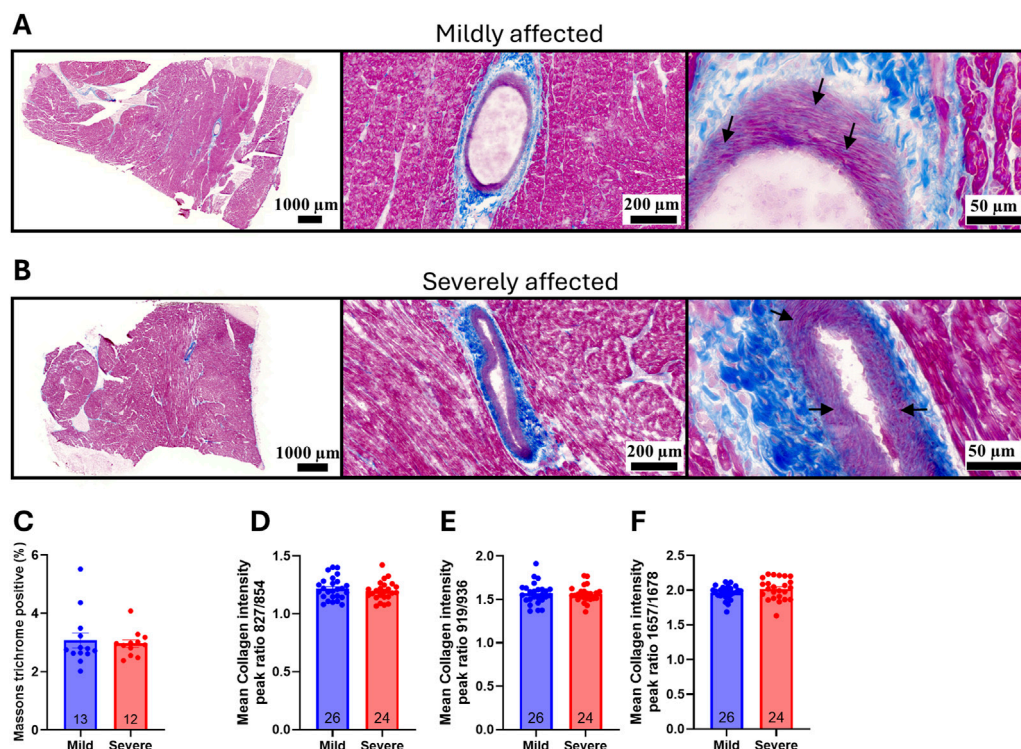 A
Mildly affected
1000 µm
200 µm
50 µm
B
Severely affected
1000 µm
200 µm
50 µm
C
Massons trichrome positive (%)
6
4
2
0
13
12
Mild
Severe
D
Mean Collagen intensity
peak ratio 827/854
1.5
1.0
0.5
0.0
26
24
Mild
Severe
E
Mean Collagen intensity
peak ratio 919/936
2.0
1.5
1.0
0.5
0.0
26
24
Mild
Severe
F
Mean Collagen intensity
peak ratio 1657/1678
2.5
2.0
1.5
1.0
0.5
0.0
26
24
Mild
Severe